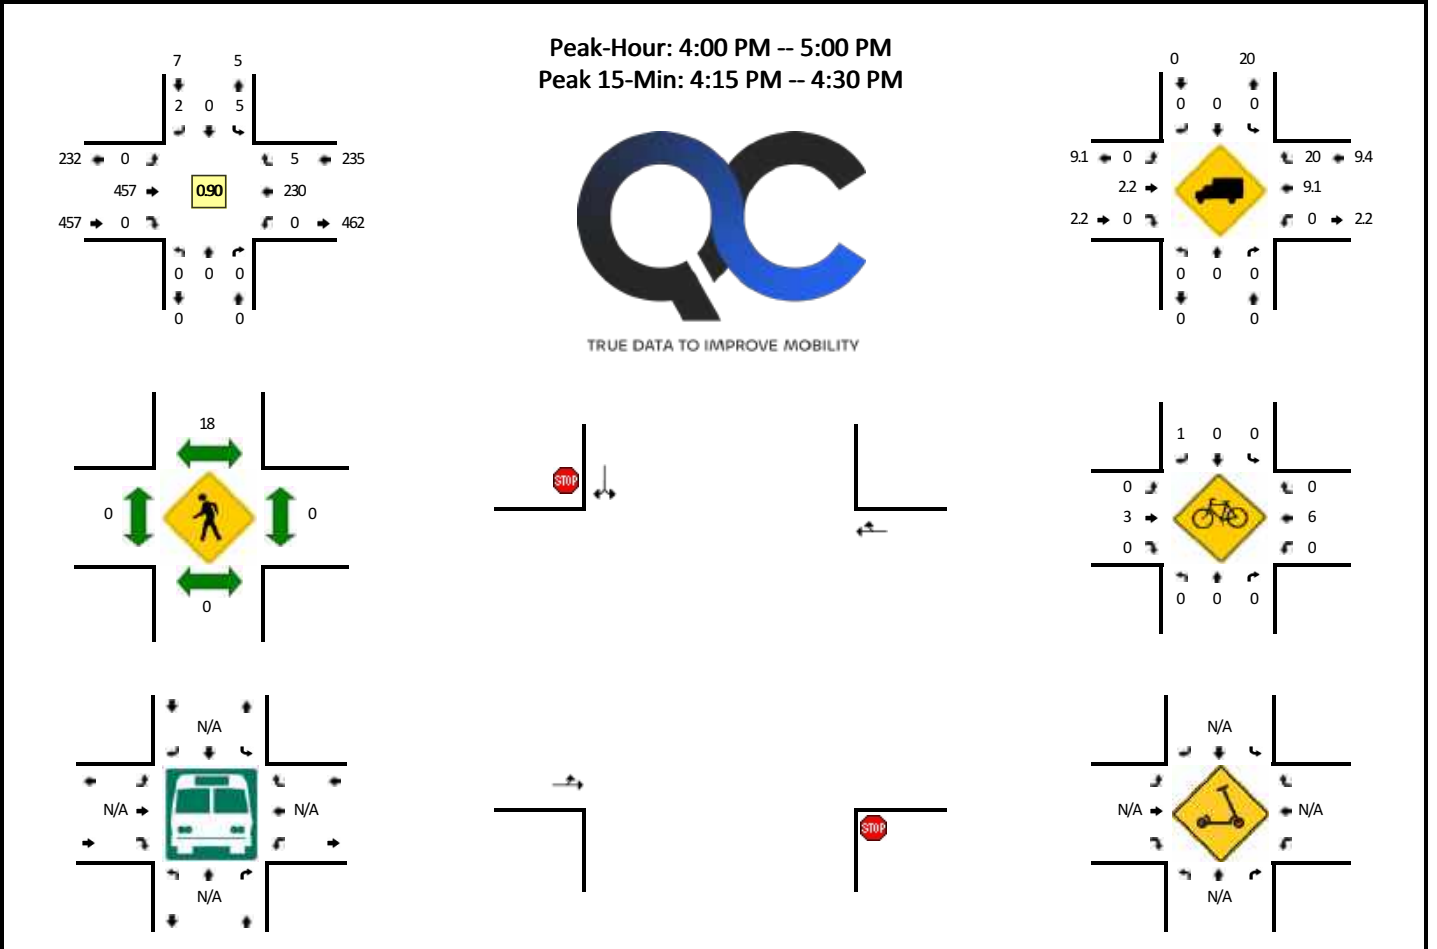 Peak-Hour: 4:00 PM -- 5:00 PM
Peak 15-Min: 4:15 PM -- 4:30 PM
7 5
2 0 5
232 0 5 235
457 0.90 230
457 0 0 462
0 0 0
0 0
QC
TRUE DATA TO IMPROVE MOBILITY
0 20
0 0 0
9.1 0 20 9.4
2.2 9.1
2.2 0 0 2.2
0 0 0
0 0
18
0 0
0
STOP
STOP
1 0 0
0 0
3 6
0 0
0 0 0
N/A
N/A N/A
N/A
N/A
N/A N/A
N/A